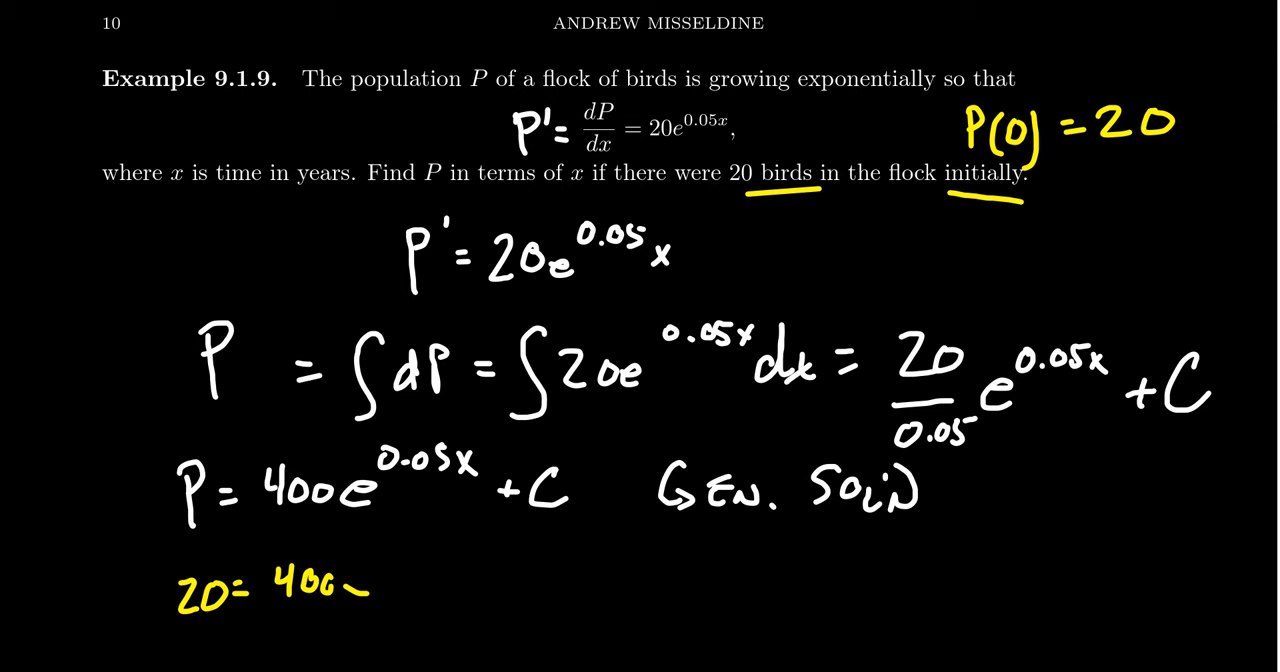 10 ANDREW MISSELDINE
Example 9.1.9. The population P of a flock of birds is growing exponentially so that
P' = dP/dx = 20e^{0.05x}, P(0) = 20
where x is time in years. Find P in terms of x if there were 20 birds in the flock initially.
P' = 20e^{0.05}x
P = ∫dP = ∫20e^{0.05x}dx = 20/0.05 e^{0.05x} + C
P = 400e^{0.05x} + C GEN. SOL'N
20 = 400